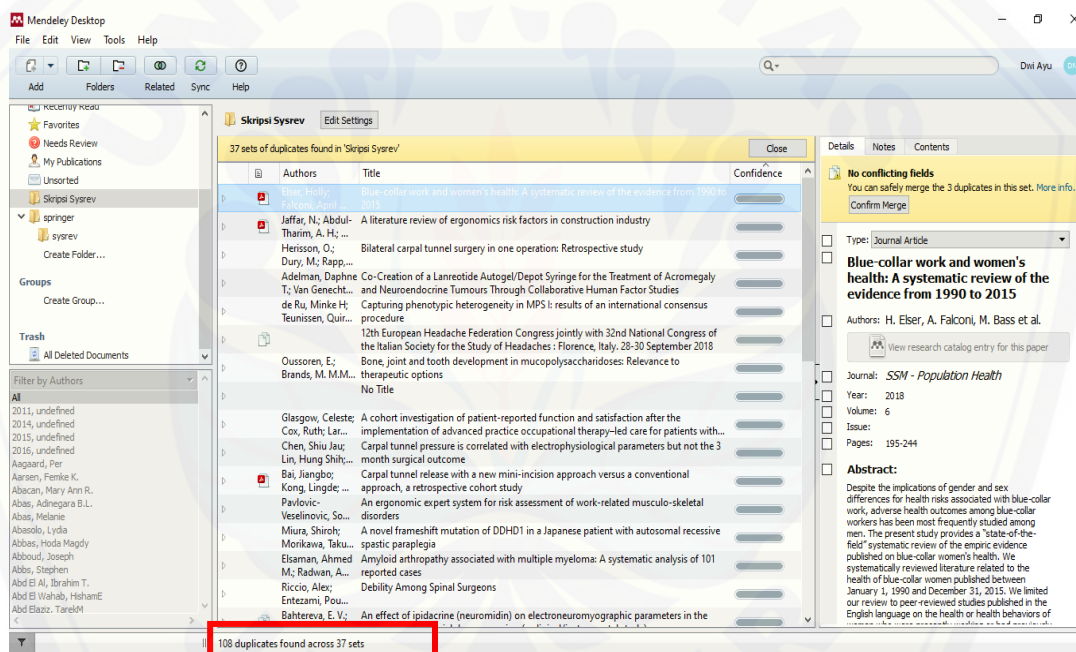 Mendeley Desktop
File Edit View Tools Help
Add Folders Related Sync Help
Dwi Ayu
Recently Read
Favorites
Needs Review
My Publications
Unsorted
Skripsi Sysrev
springer
sysrev
Create Folder...
Groups
Create Group...
Trash
All Deleted Documents
Filter by Authors
All
2011, undefined
2014, undefined
2015, undefined
2016, undefined
Aagaard, Per
Aarsen, Femke K.
Abacan, Mary Ann R.
Abas, Adinegara B.L.
Abas, Melanie
Abasolo, Lydia
Abbas, Hoda Magdy
Abboud, Joseph
Abbs, Stephen
Abd El Al, Ibrahim T.
Abd El Wahab, HishamE
Abd Elaziz. TarekM
Skripsi Sysrev Edit Settings
37 sets of duplicates found in 'Skripsi Sysrev' Close
Authors Title Confidence
Elser, Holly; Blue-collar work and women's health: A systematic review of the evidence from 1990 to
Falconi, April ... 2015
Jaffar, N.; Abdul- A literature review of ergonomics risk factors in construction industry
Tharim, A. H.; ...
Herisson, O.; Bilateral carpal tunnel surgery in one operation: Retrospective study
Dury, M.; Rapp,...
Adelman, Daphne Co-Creation of a Lanreotide Autogel/Depot Syringe for the Treatment of Acromegaly
T.; Van Genecht... and Neuroendocrine Tumours Through Collaborative Human Factor Studies
de Ru, Minke H; Capturing phenotypic heterogeneity in MPS I: results of an international consensus
Teunissen, Quir... procedure
12th European Headache Federation Congress jointly with 32nd National Congress of
the Italian Society for the Study of Headaches : Florence, Italy. 28-30 September 2018
Oussoren, E.; Bone, joint and tooth development in mucopolysaccharidoses: Relevance to
Brands, M. M.M... therapeutic options
No Title
Glasgow, Celeste; A cohort investigation of patient-reported function and satisfaction after the
Cox, Ruth; Lar... implementation of advanced practice occupational therapy–led care for patients with...
Chen, Shiu Jau; Carpal tunnel pressure is correlated with electrophysiological parameters but not the 3
Lin, Hung Shih;... month surgical outcome
Bai, Jiangbo; Carpal tunnel release with a new mini-incision approach versus a conventional
Kong, Lingde; ... approach, a retrospective cohort study
Pavlovic- An ergonomic expert system for risk assessment of work-related musculo-skeletal
Veselinovic, So... disorders
Miura, Shiroh; A novel frameshift mutation of DDHD1 in a Japanese patient with autosomal recessive
Morikawa, Taku... spastic paraplegia
Elsaman, Ahmed Amyloid arthropathy associated with multiple myeloma: A systematic analysis of 101
M.; Radwan, A... reported cases
Riccio, Alex; Debility Among Spinal Surgeons
Entezami, Pou...
Bahtereva, E. V.; An effect of ipidacrine (neuromidin) on electroneuromyographic parameters in the
108 duplicates found across 37 sets
Details Notes Contents
No conflicting fields
You can safely merge the 3 duplicates in this set. More info.
Confirm Merge
Type: Journal Article
Blue-collar work and women's
health: A systematic review of the
evidence from 1990 to 2015
Authors: H. Elser, A. Falconi, M. Bass et al.
View research catalog entry for this paper
Journal: SSM - Population Health
Year: 2018
Volume: 6
Issue:
Pages: 195-244
Abstract:
Despite the implications of gender and sex
differences for health risks associated with blue-collar
work, adverse health outcomes among blue-collar
workers has been most frequently studied among
men. The present study provides a "state-of-the-
field" systematic review of the empiric evidence
published on blue-collar women's health. We
systematically reviewed literature related to the
health of blue-collar women published between
January 1, 1990 and December 31, 2015. We limited
our review to peer-reviewed studies published in the
English language on the health or health behaviors of